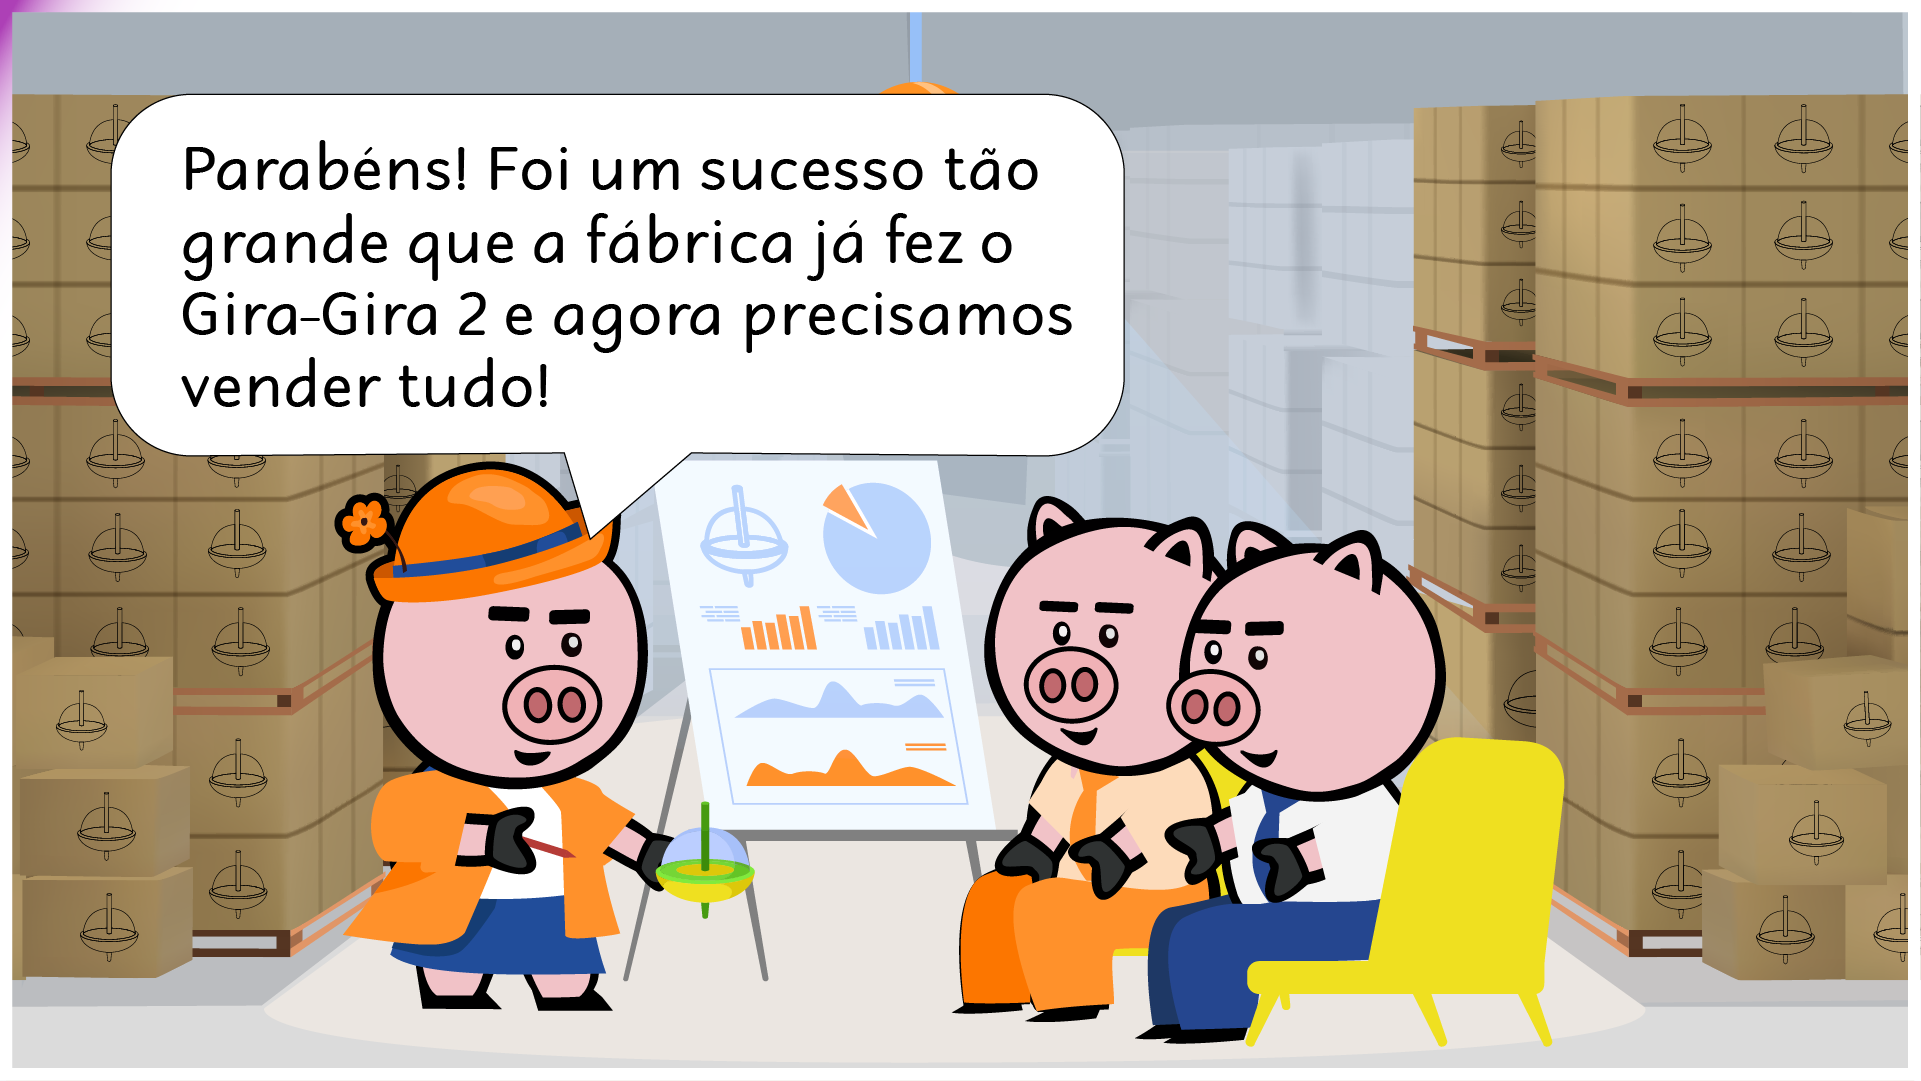 Parabéns! Foi um sucesso tão
grande que a fábrica já fez o
Gira-Gira 2 e agora precisamos
vender tudo!